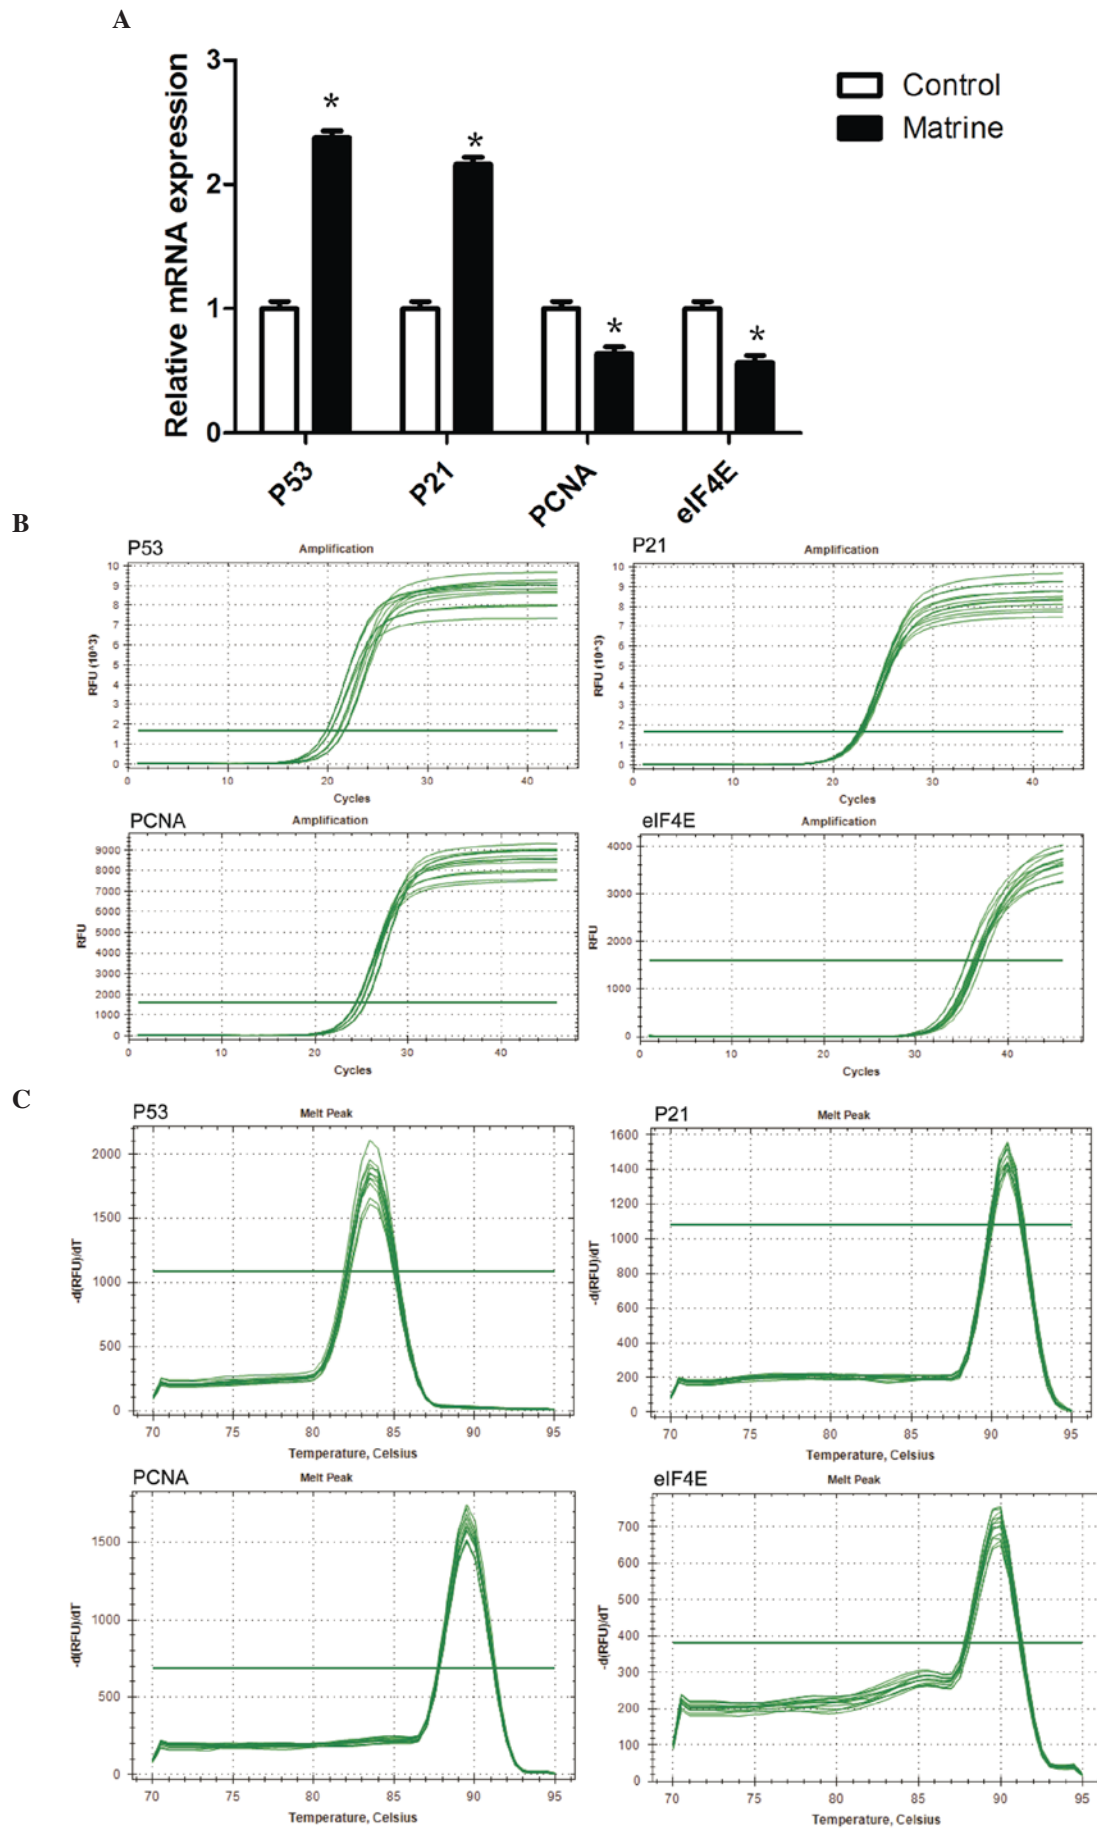 A
Relative mRNA expression
3
2
1
0
*
*
*
*
Control
Matrine
P53
P21
PCNA
eIF4E
B
P53
Amplification
RFU (10^3)
10
9
8
7
6
5
4
3
2
1
0
0 10 20 30 40
Cycles
P21
Amplification
RFU (10^3)
10
9
8
7
6
5
4
3
2
1
0
0 10 20 30 40
Cycles
PCNA
Amplification
RFU
9000
8000
7000
6000
5000
4000
3000
2000
1000
0
0 10 20 30 40
Cycles
eIF4E
Amplification
RFU
4000
3000
2000
1000
0
0 10 20 30 40
Cycles
C
P53
Melt Peak
-d(RFU)/dT
2000
1500
1000
500
0
70 75 80 85 90 95
Temperature, Celsius
P21
Melt Peak
-d(RFU)/dT
1600
1400
1200
1000
800
600
400
200
0
70 75 80 85 90 95
Temperature, Celsius
PCNA
Melt Peak
-d(RFU)/dT
1500
1000
500
0
70 75 80 85 90 95
Temperature, Celsius
eIF4E
Melt Peak
-d(RFU)/dT
700
600
500
400
300
200
100
0
70 75 80 85 90 95
Temperature, Celsius